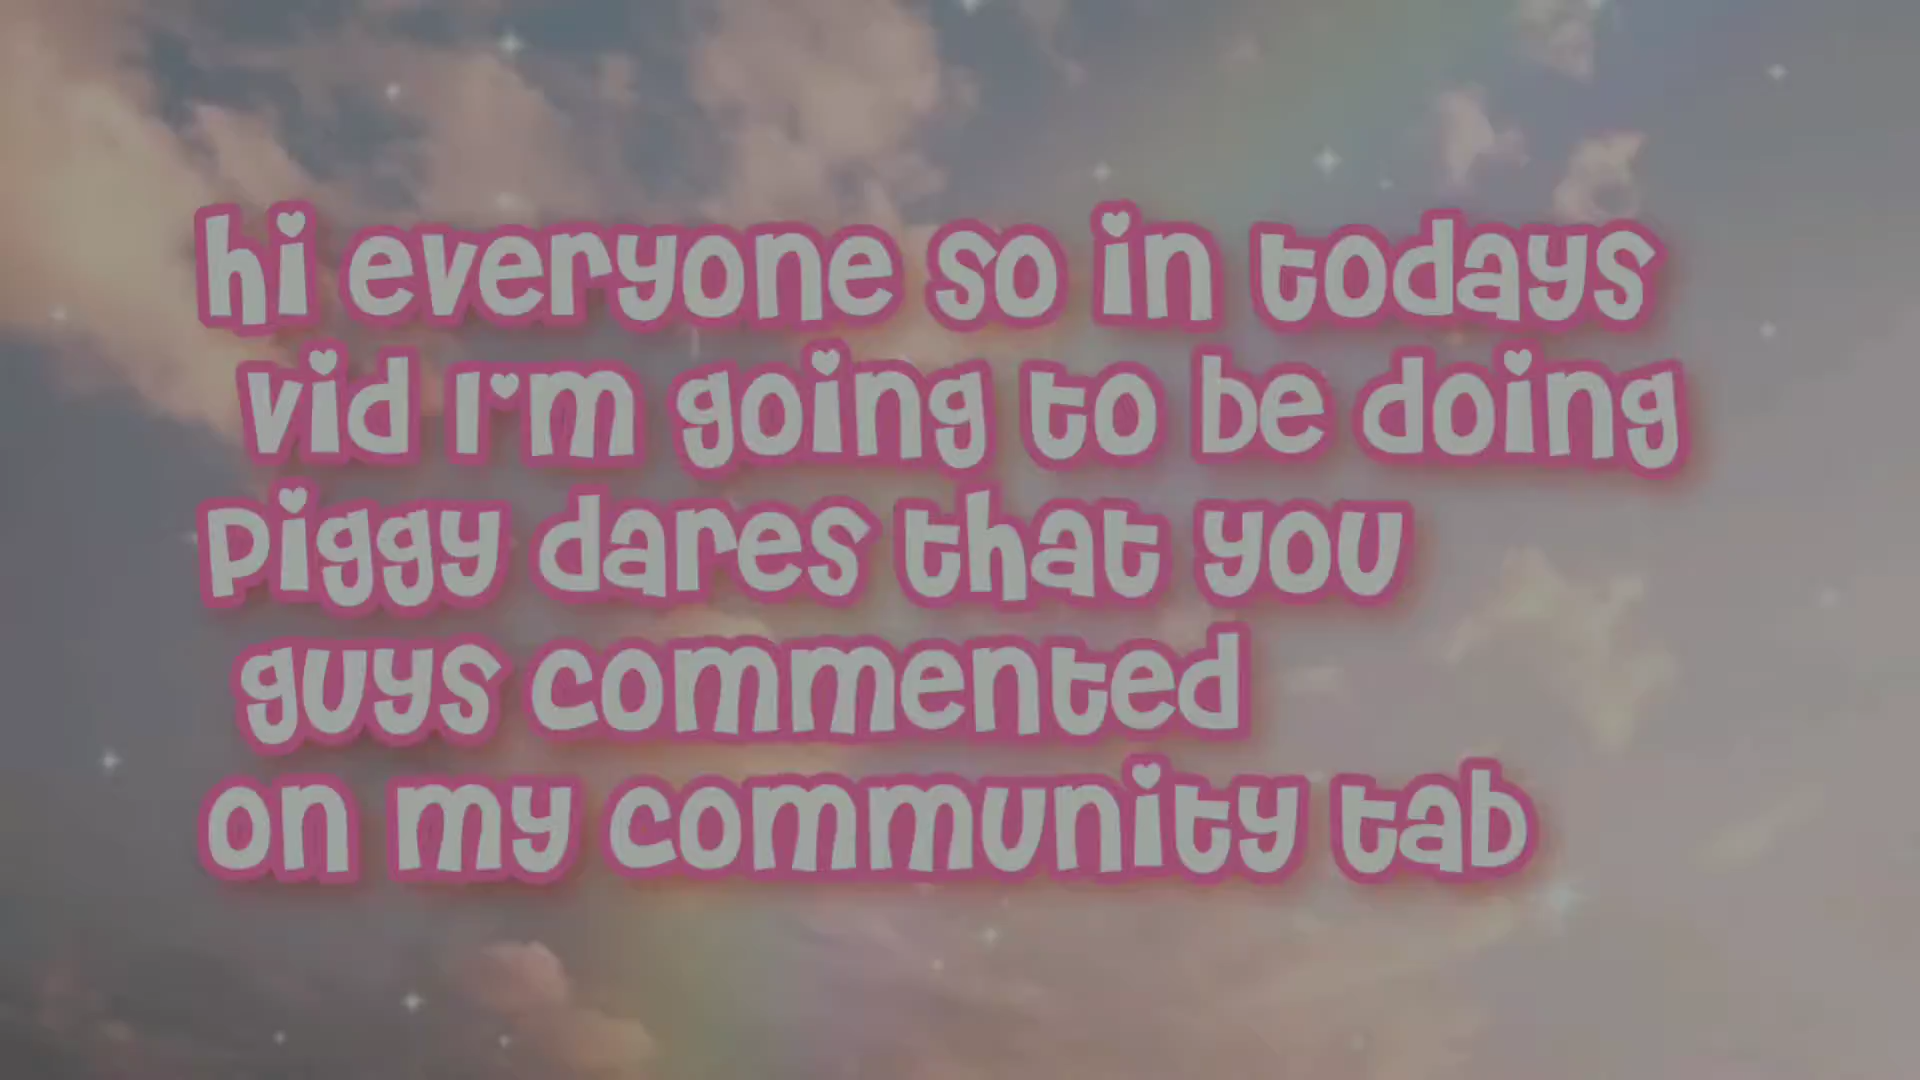 hi everyone so in todays
vid I'm going to be doing
Piggy dares that you
guys commented
on my community tab